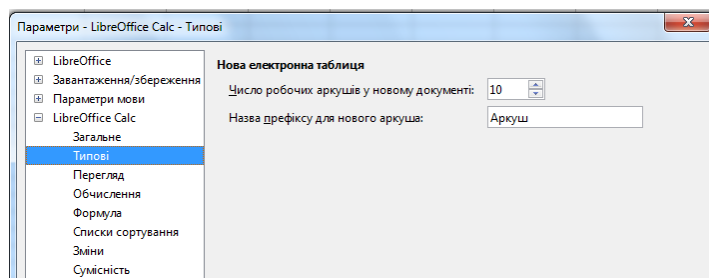 Параметри - LibreOffice Calc - Типові
LibreOffice
Завантаження/збереження
Параметри мови
LibreOffice Calc
Загальне
Типові
Перегляд
Обчислення
Формула
Списки сортування
Зміни
Сумісність
Нова електронна таблиця
Число робочих аркушів у новому документі: 10
Назва префіксу для нового аркуша: Аркуш